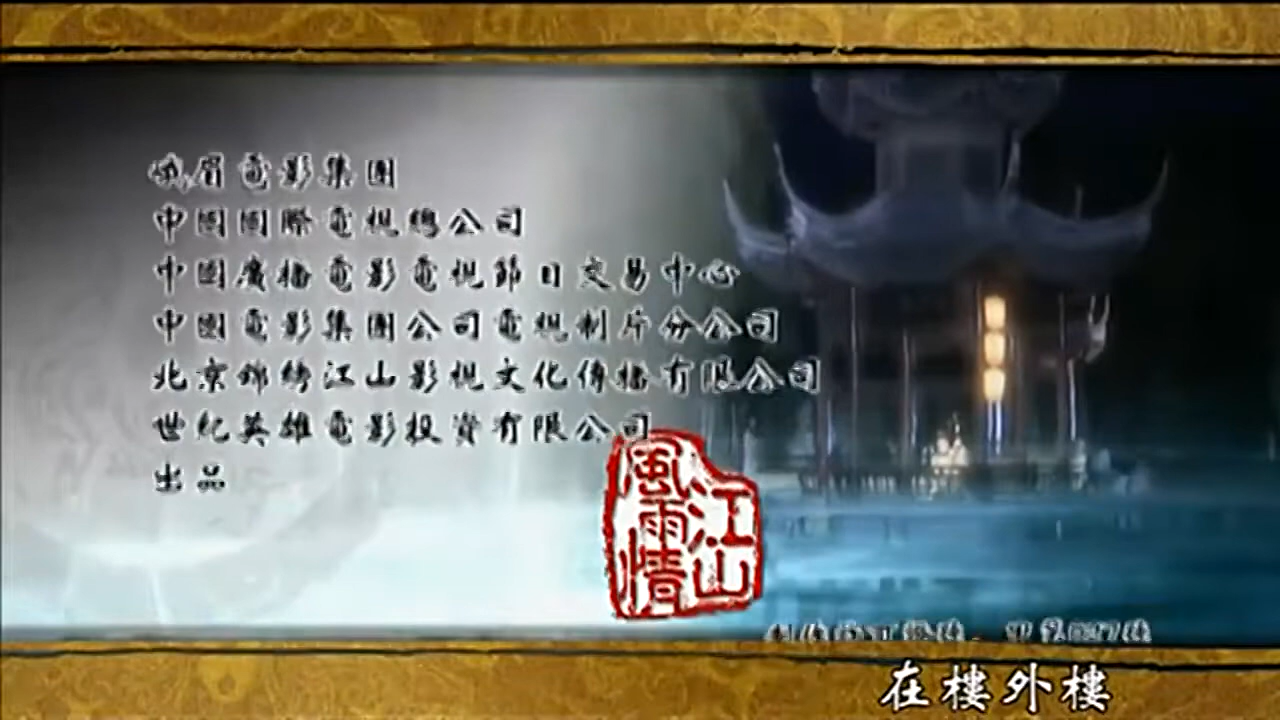 峨眉電影集團
中國國際電視總公司
中國廣播電影電視節目交易中心
中國電影集團公司電視制片分公司
北京錦繡江山影視文化傳播有限公司
世紀英雄電影投資有限公司
出品
江山
風雨情
在樓外樓